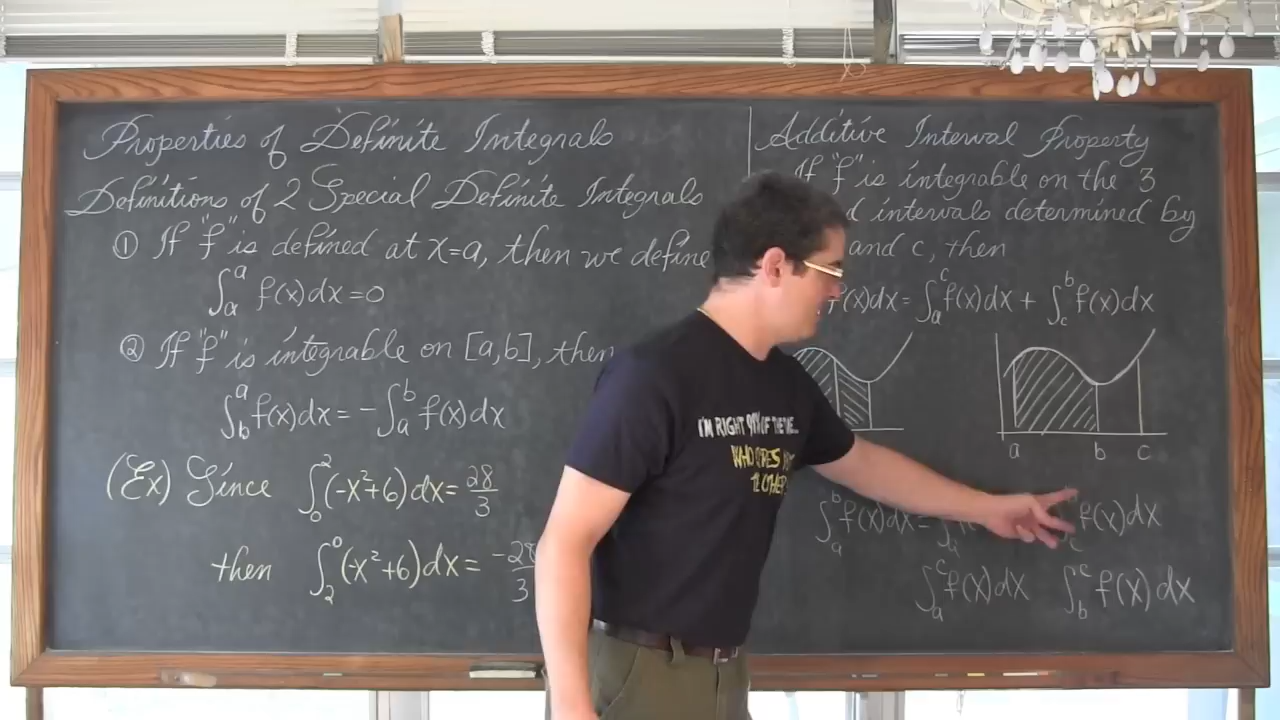 Properties of Definite Integrals
Definitions of 2 Special Definite Integrals
① If "f" is defined at x=a, then we define
∫ₐᵃ f(x)dx=0
② If "f" is integrable on [a,b], then
∫_b^a f(x)dx = -∫_a^b f(x)dx
(Ex) Since ∫_0^2 (-x²+6)dx = 28/3
then ∫_2^0 (x²+6)dx = -28/3
Additive Interval Property
If "f" is integrable on the 3
intervals determined by
and c, then
f(x)dx = ∫_a^c f(x)dx + ∫_c^b f(x)dx
a b c
∫_a^b f(x)dx = f(x)dx
∫_a^c f(x)dx ∫_b^c f(x)dx
I'M RIGHT